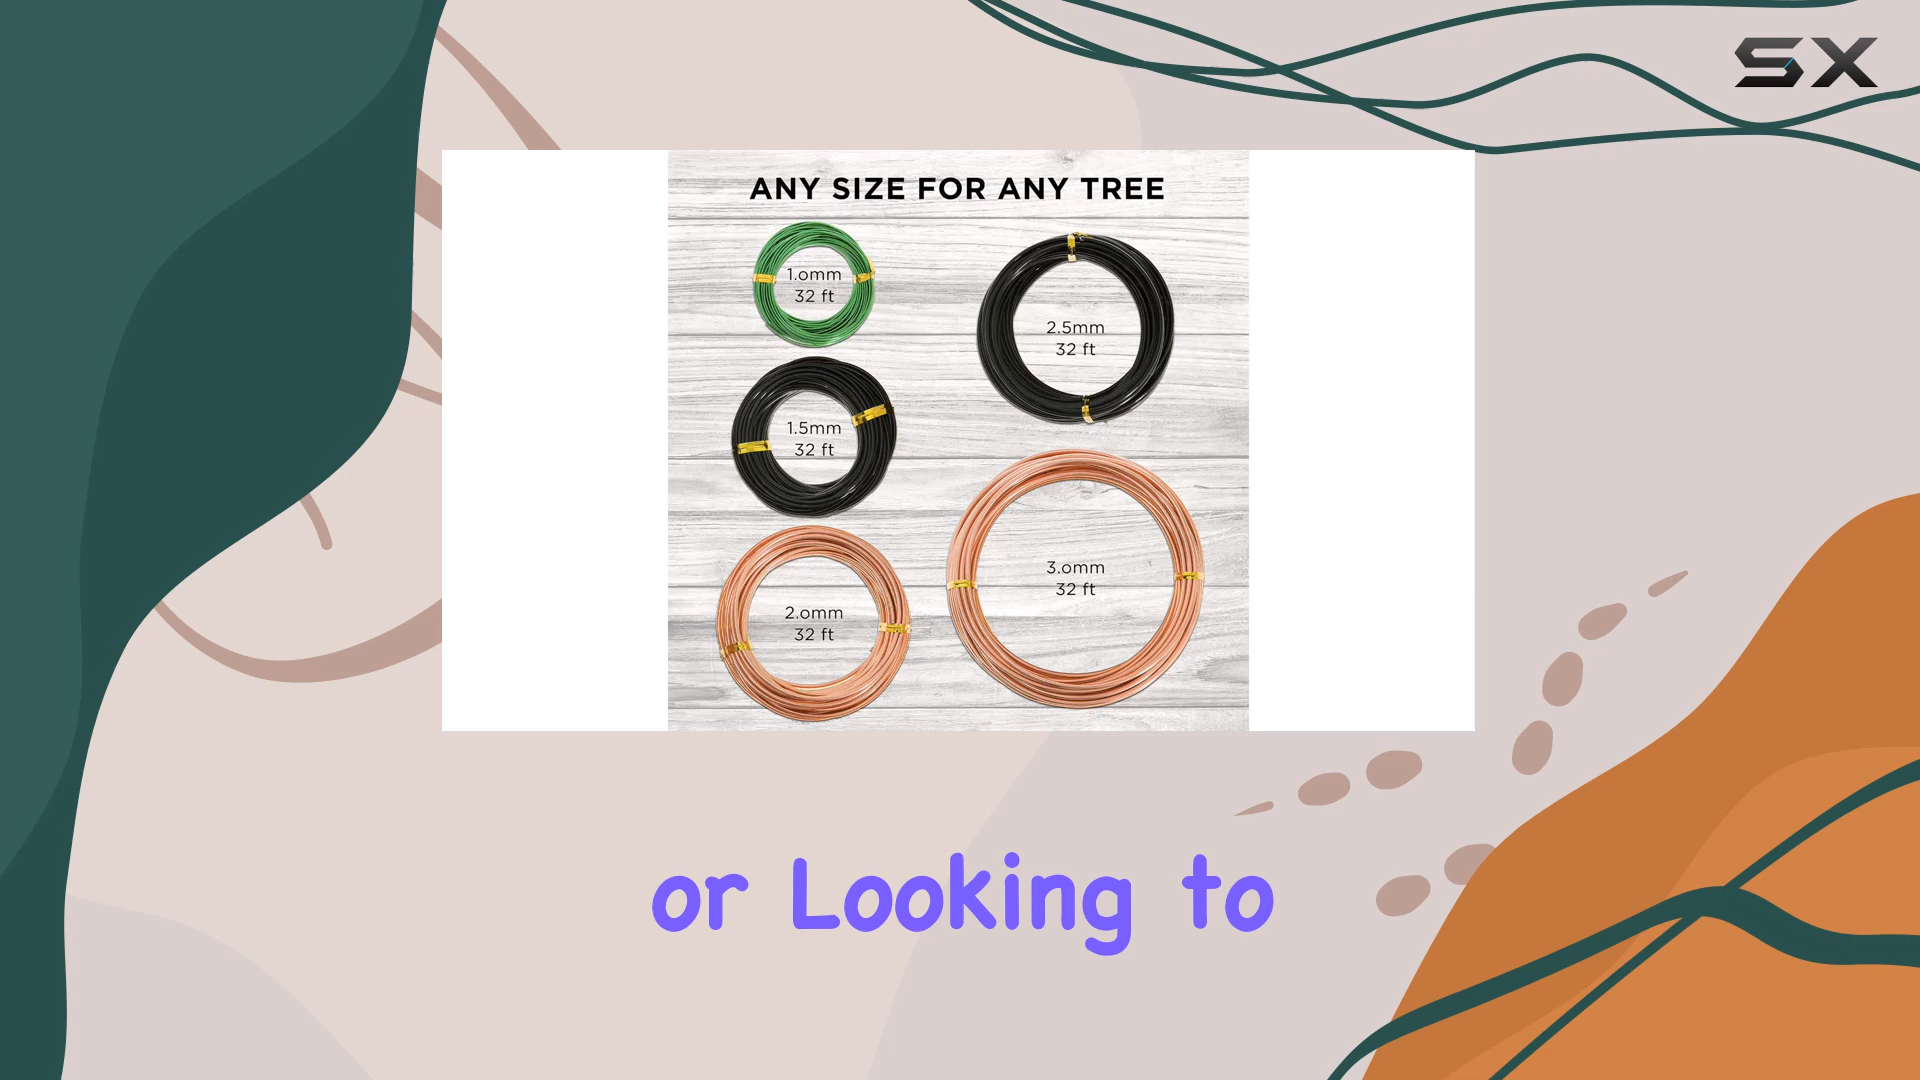 SX
ANY SIZE FOR ANY TREE
1.0mm
32 ft
2.5mm
32 ft
1.5mm
32 ft
3.0mm
32 ft
2.0mm
32 ft
or Looking to